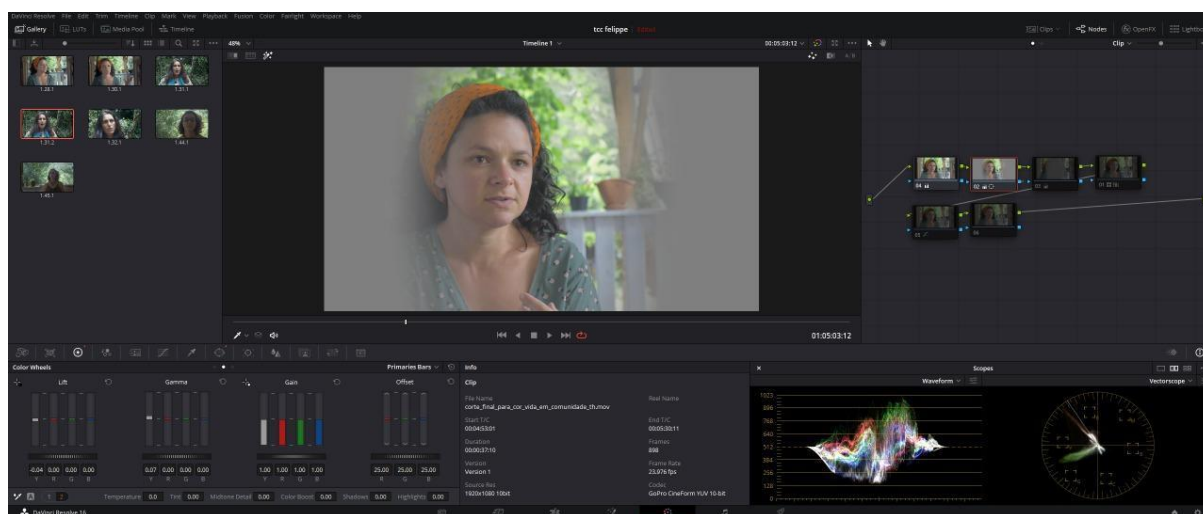 DaVinci Resolve File Edit Trim Timeline Clip Mark View Playback Fusion Color Fairlight Workspace Help
Gallery LUTs Media Pool Timeline tcc felippe Clips Nodes OpenFX Lightbox
48% Timeline 1 00:05:03:12 Clip
1.31.1
1.31.2 1.32.1 1.44.1
04 02 03 01
01:05:03:12
Color Wheels Primaries Bars Info Scopes
Lift Gamma Gain Offset Clip Waveform Vectorscope
File Name Reel Name
corte_final_para_cor_vida_em_comunidade_th.mov
Start T/C End T/C
00:04:53:01 00:05:30:11
Duration Frames
00:00:37:10 898
Version Frame Rate
Version 1 23.976 fps
Source Res Codec
1920x1080 10bit GoPro CineForm YUV 10-bit
-0.04 0.00 0.00 0.00 0.07 0.00 0.00 0.00 1.00 1.00 1.00 1.00 25.00 25.00 25.00
Y R G B Y R G B Y R G B R G B
1 2 Temperature 0.0 Tint 0.00 Midtone Detail 0.00 Color Boost 0.00 Shadows 0.00 Highlights 0.00
1023
896
768
640
512
384
256
128
0
DaVinci Resolve 16